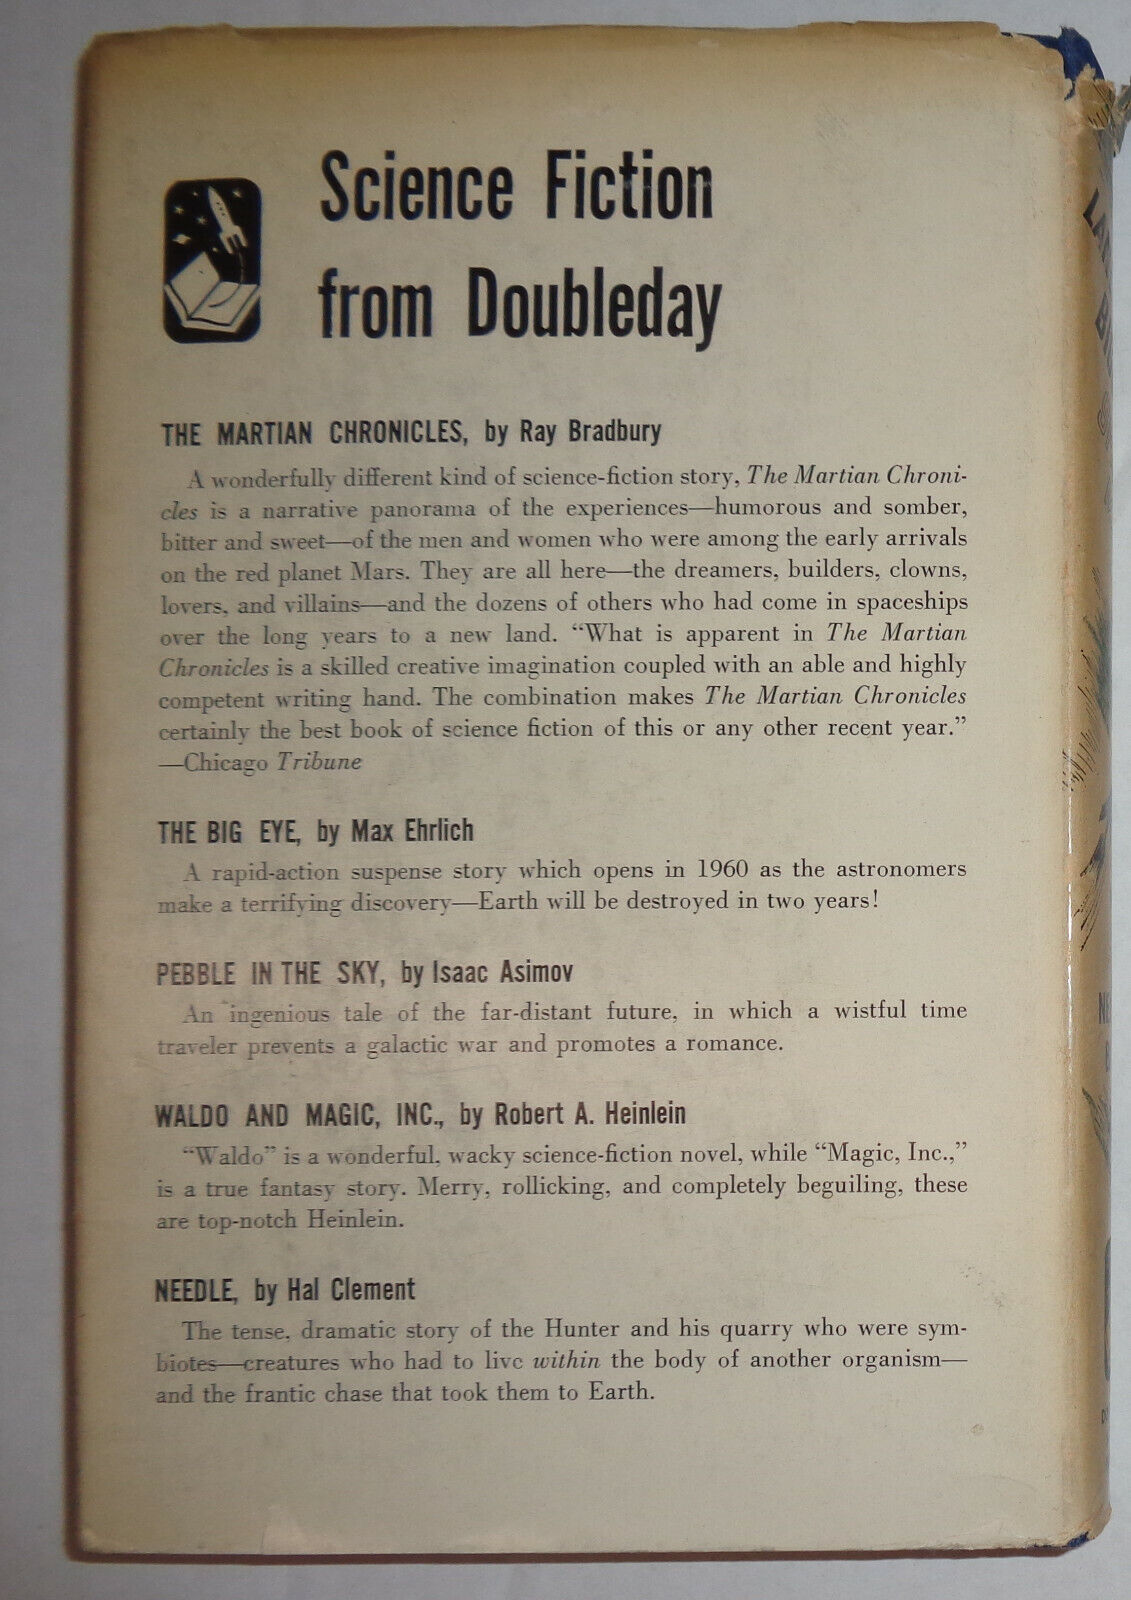 Science Fiction
from Doubleday
THE MARTIAN CHRONICLES, by Ray Bradbury
A wonderfully different kind of science-fiction story, The Martian Chroni-
cles is a narrative panorama of the experiences—humorous and somber,
bitter and sweet—of the men and women who were among the early arrivals
on the red planet Mars. They are all here—the dreamers, builders, clowns,
lovers, and villains—and the dozens of others who had come in spaceships
over the long years to a new land. “What is apparent in The Martian
Chronicles is a skilled creative imagination coupled with an able and highly
competent writing hand. The combination makes The Martian Chronicles
certainly the best book of science fiction of this or any other recent year.”
—Chicago Tribune
THE BIG EYE, by Max Ehrlich
A rapid-action suspense story which opens in 1960 as the astronomers
make a terrifying discovery—Earth will be destroyed in two years!
PEBBLE IN THE SKY, by Isaac Asimov
An ingenious tale of the far-distant future, in which a wistful time
traveler prevents a galactic war and promotes a romance.
WALDO AND MAGIC, INC., by Robert A. Heinlein
“Waldo” is a wonderful, wacky science-fiction novel, while “Magic, Inc.,”
is a true fantasy story. Merry, rollicking, and completely beguiling, these
are top-notch Heinlein.
NEEDLE, by Hal Clement
The tense, dramatic story of the Hunter and his quarry who were sym-
biotes—creatures who had to live within the body of another organism—
and the frantic chase that took them to Earth.